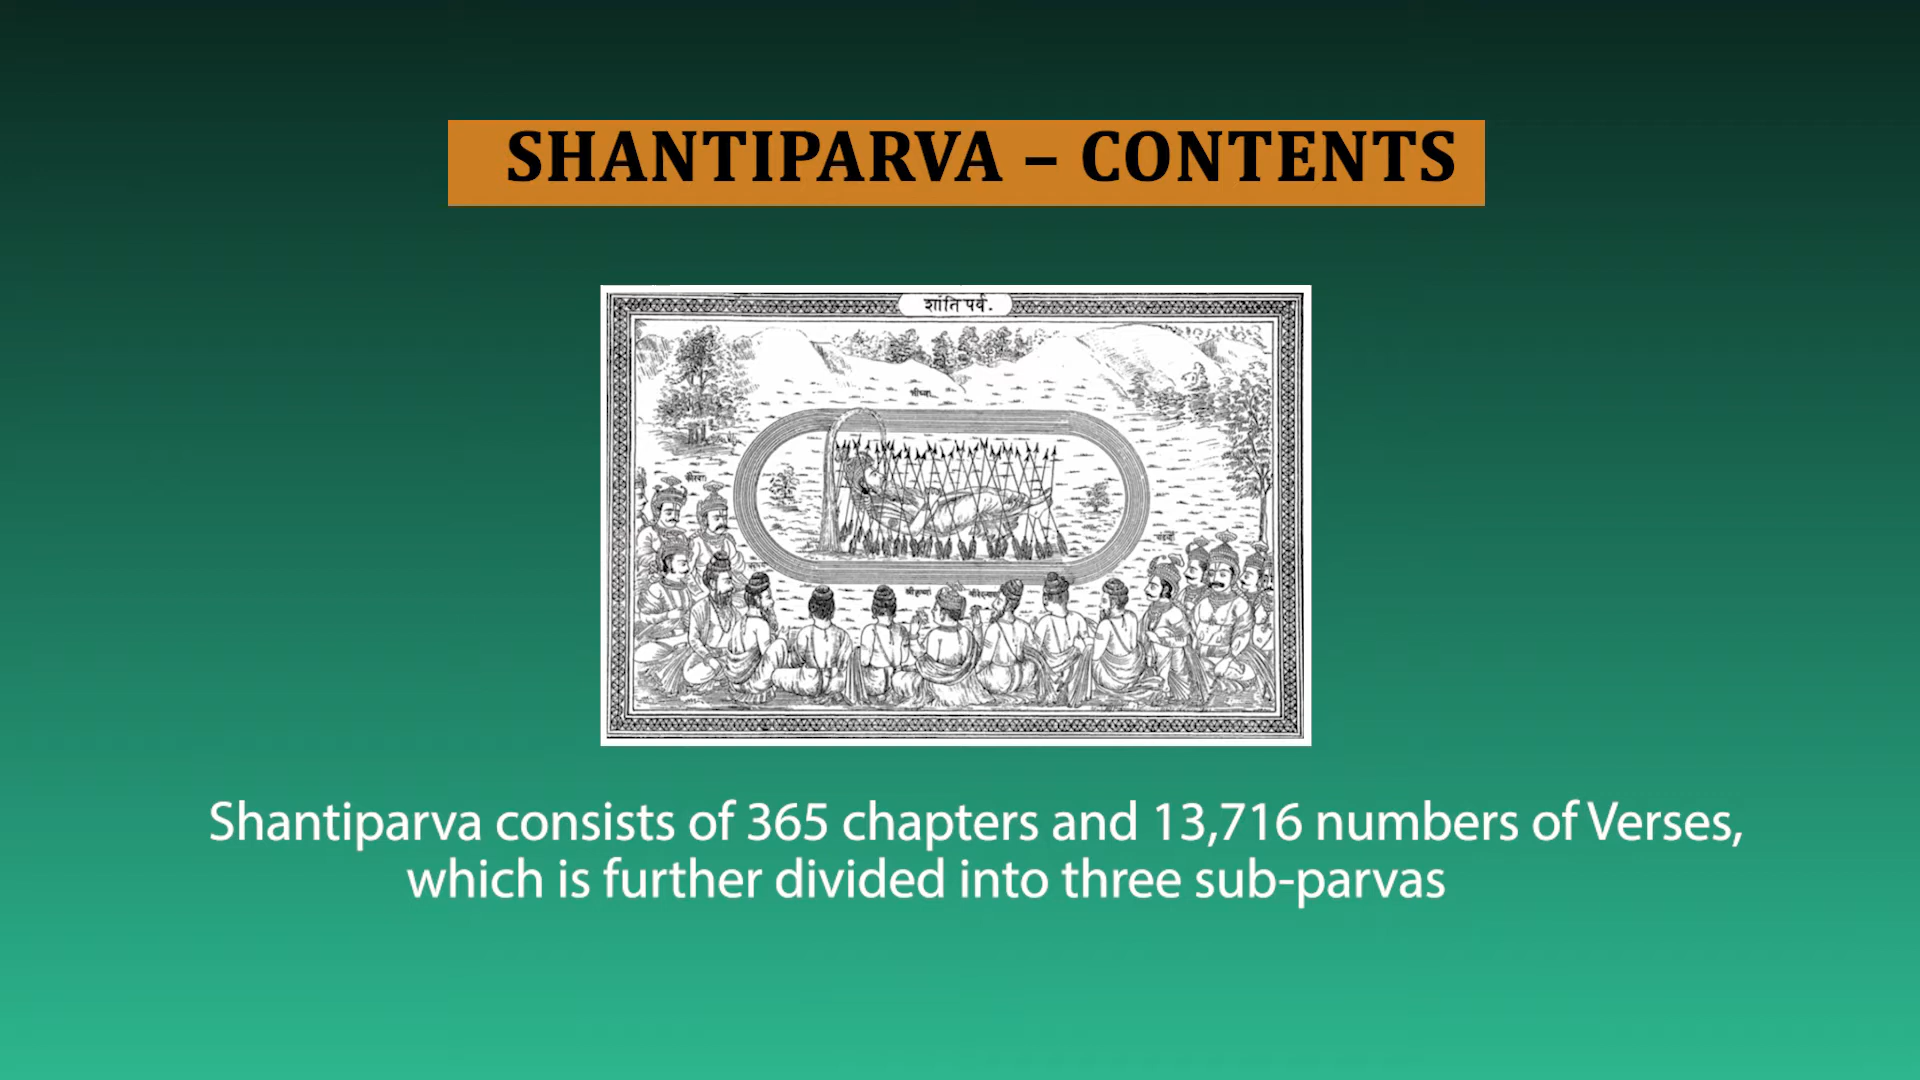 SHANTIPARVA – CONTENTS
शांति पर्व.
Shantiparva consists of 365 chapters and 13,716 numbers of Verses,
which is further divided into three sub-parvas